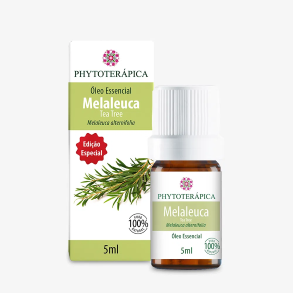 PHYTOTERÁPICA
Óleo Essencial
Melaleuca
Tea Tree
Melaleuca alternifolia
Edição
Especial
100%
5ml
PHYTOTERÁPICA
Melaleuca
Tea Tree
Melaleuca alternifolia
Óleo Essencial
100%
5ml